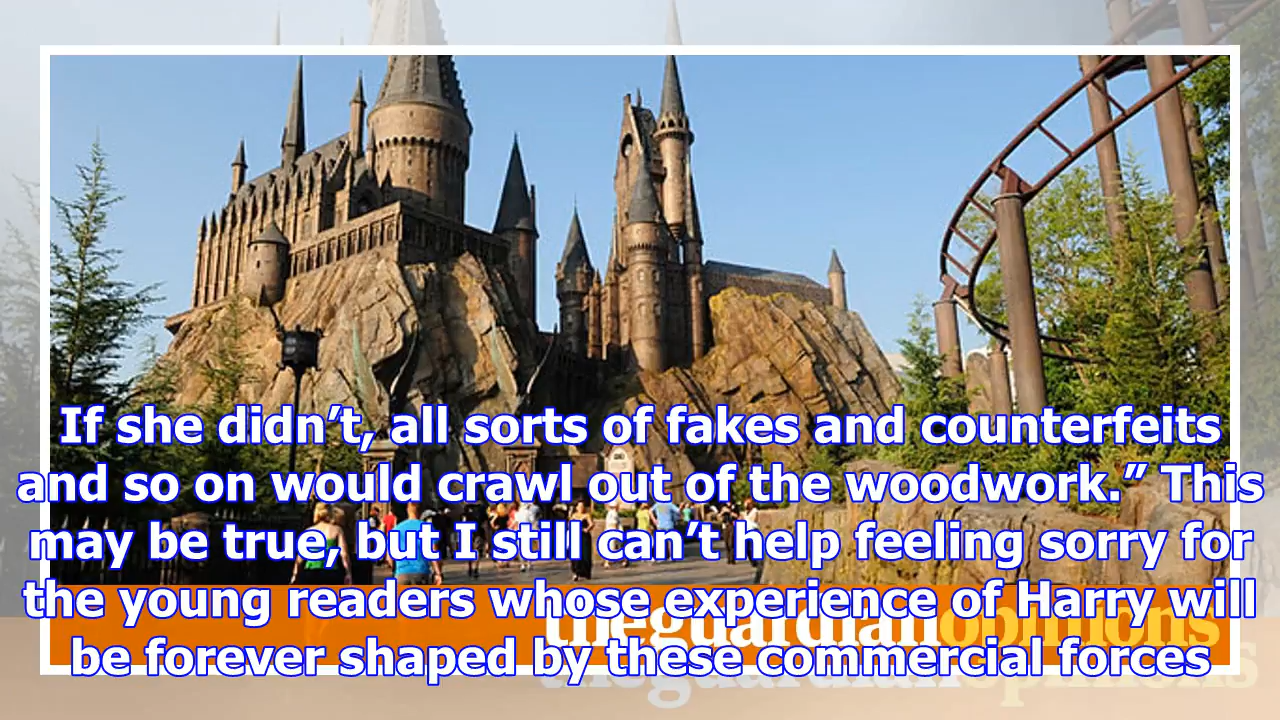 If she didn’t, all sorts of fakes and counterfeits
and so on would crawl out of the woodwork.” This
may be true, but I still can’t help feeling sorry for
the young readers whose experience of Harry will
theguardianopinions
be forever shaped by these commercial forces
theguardianopinions